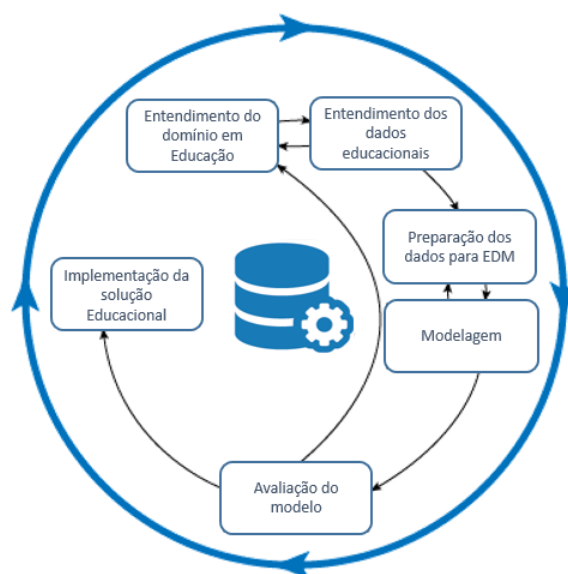 Entendimento do
domínio em
Educação
Entendimento dos
dados
educacionais
Preparação dos
dados para EDM
Modelagem
Avaliação do
modelo
Implementação da
solução
Educacional